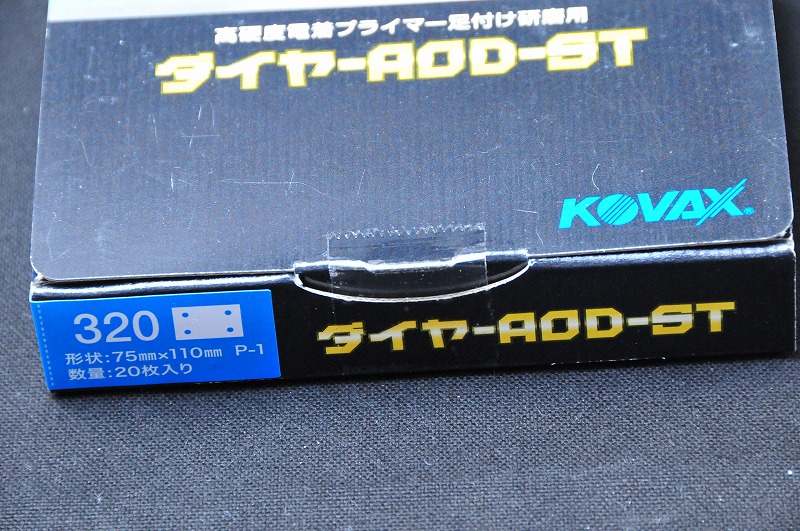 高硬度電着プライマー足付け研磨用
ダイヤ-AOD-ST
KOVAX®
320
形状:75mm×110mm P-1
数量:20枚入り
ダイヤ-AOD-ST